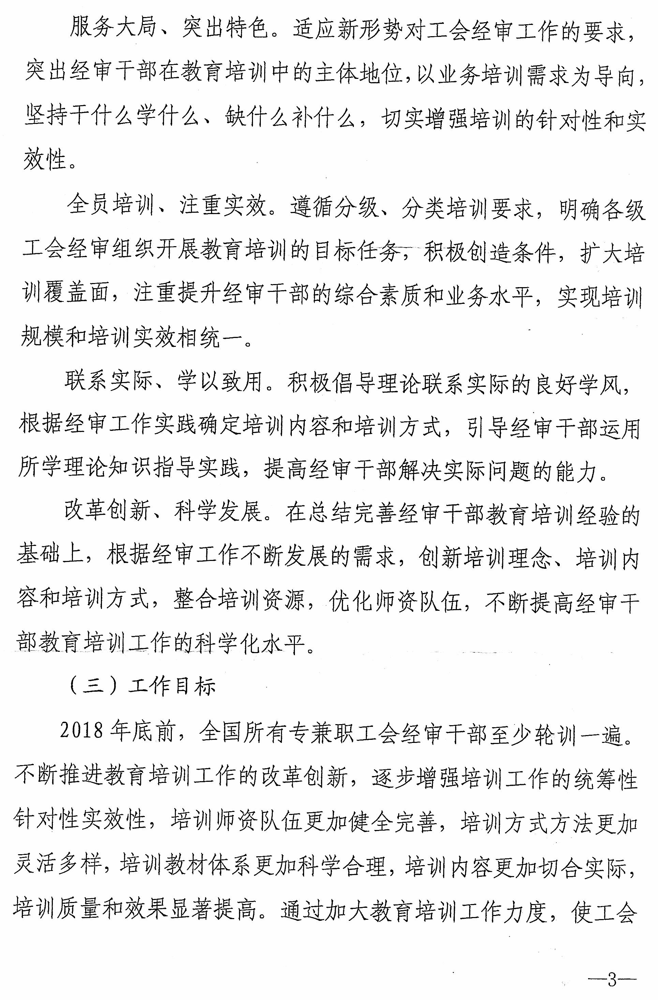 服务大局、突出特色。适应新形势对工会经审工作的要求，
突出经审干部在教育培训中的主体地位，以业务培训需求为导向，
坚持干什么学什么、缺什么补什么，切实增强培训的针对性和实
效性。
全员培训、注重实效。遵循分级、分类培训要求，明确各级
工会经审组织开展教育培训的目标任务，积极创造条件，扩大培
训覆盖面，注重提升经审干部的综合素质和业务水平，实现培训
规模和培训实效相统一。
联系实际、学以致用。积极倡导理论联系实际的良好学风，
根据经审工作实践确定培训内容和培训方式，引导经审干部运用
所学理论知识指导实践，提高经审干部解决实际问题的能力。
改革创新、科学发展。在总结完善经审干部教育培训经验的
基础上，根据经审工作不断发展的需求，创新培训理念、培训内
容和培训方式，整合培训资源，优化师资队伍，不断提高经审干
部教育培训工作的科学化水平。
（三）工作目标
2018 年底前，全国所有专兼职工会经审干部至少轮训一遍。
不断推进教育培训工作的改革创新，逐步增强培训工作的统筹性
针对性实效性，培训师资队伍更加健全完善，培训方式方法更加
灵活多样，培训教材体系更加科学合理，培训内容更加切合实际，
培训质量和效果显著提高。通过加大教育培训工作力度，使工会
—3—